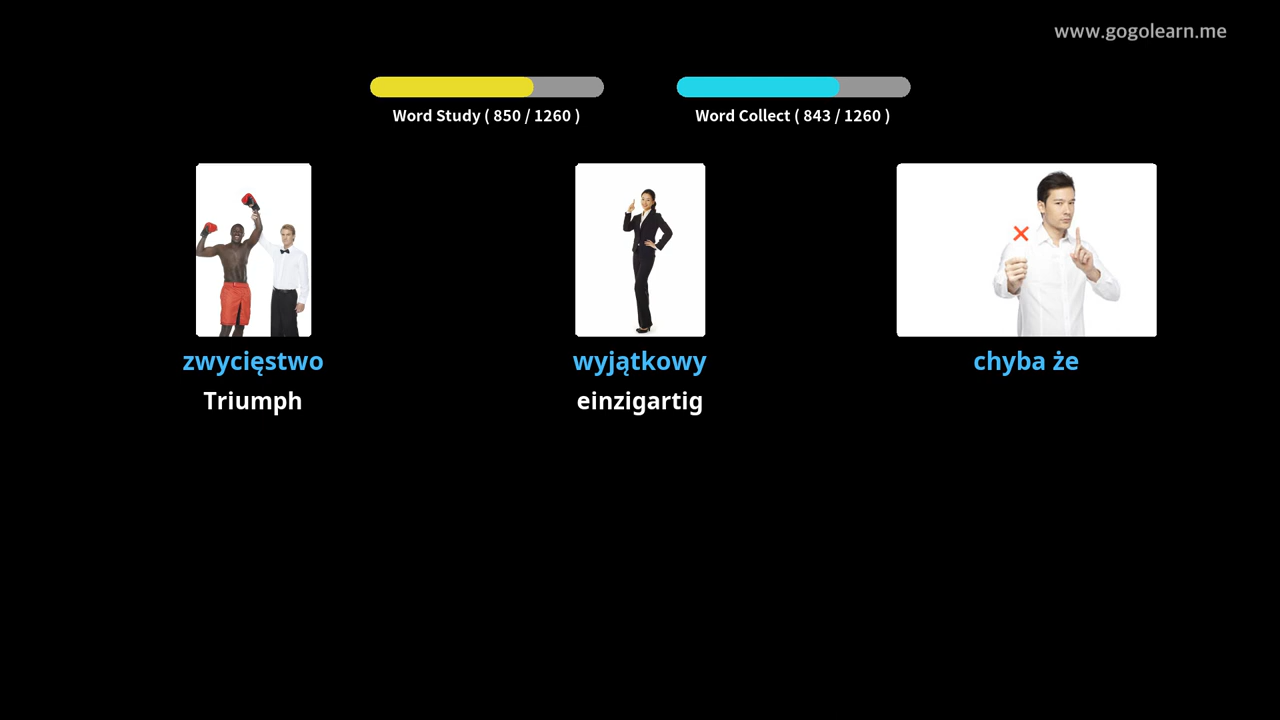 www.gogolearn.me
Word Study ( 850 / 1260 )
Word Collect ( 843 / 1260 )
zwycięstwo
wyjątkowy
chyba że
Triumph
einzigartig